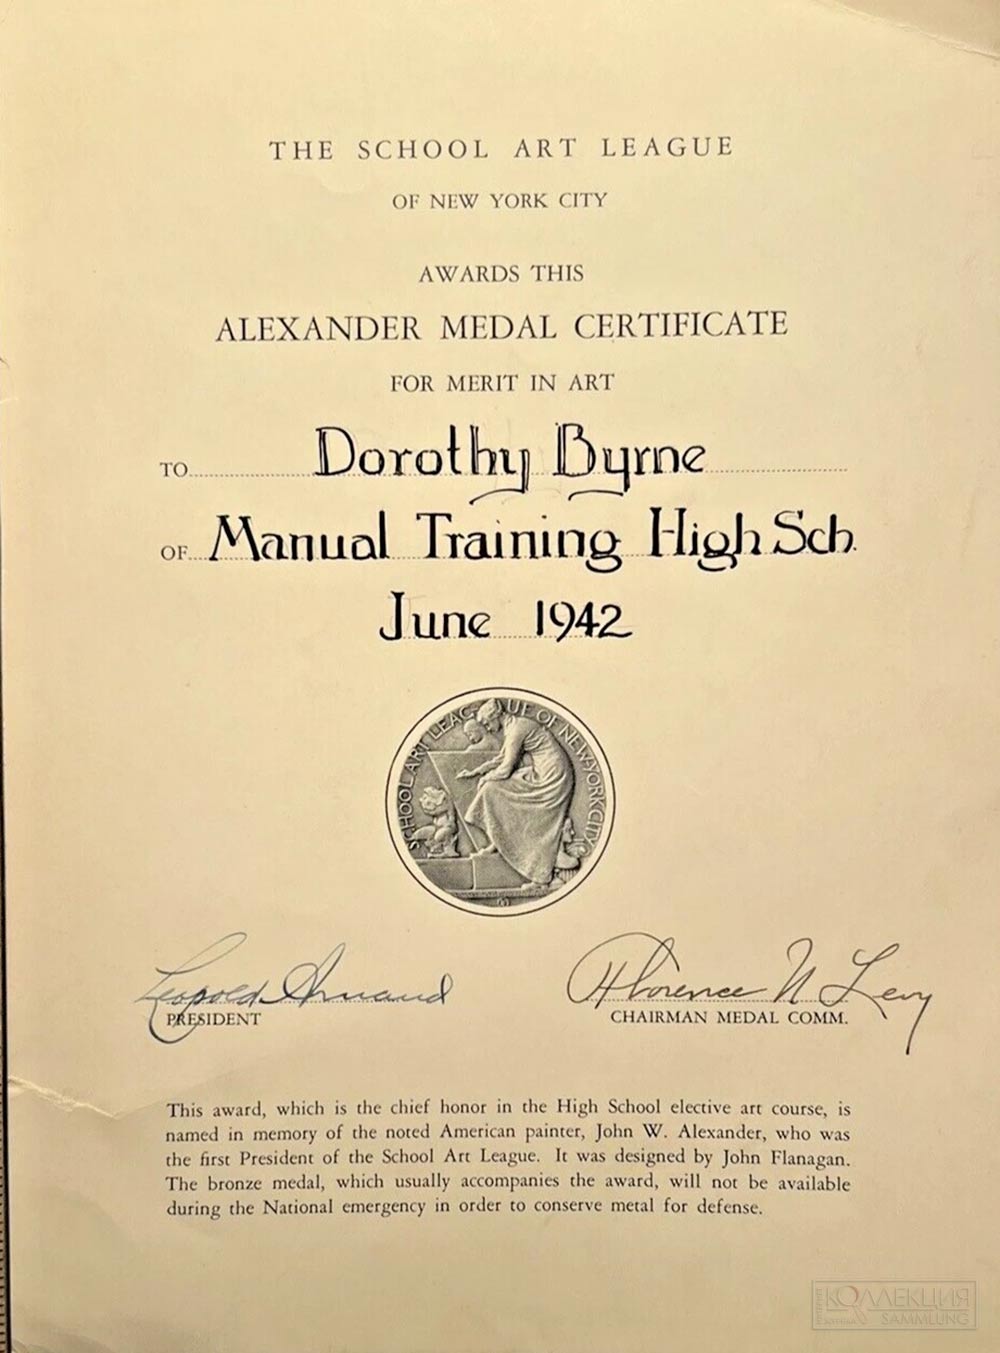 THE SCHOOL ART LEAGUE
OF NEW YORK CITY
AWARDS THIS
ALEXANDER MEDAL CERTIFICATE
FOR MERIT IN ART
TO Dorothy Byrne
OF Manual Training High Sch.
June 1942
SCHOOL ART LEAGUE OF NEW YORK CITY
Leopold Arnaud
PRESIDENT
Florence N Levy
CHAIRMAN MEDAL COMM.
This award, which is the chief honor in the High School elective art course, is
named in memory of the noted American painter, John W. Alexander, who was
the first President of the School Art League. It was designed by John Flanagan.
The bronze medal, which usually accompanies the award, will not be available
during the National emergency in order to conserve metal for defense.
КОЛЛЕКЦИЯ
SAMMLUNG